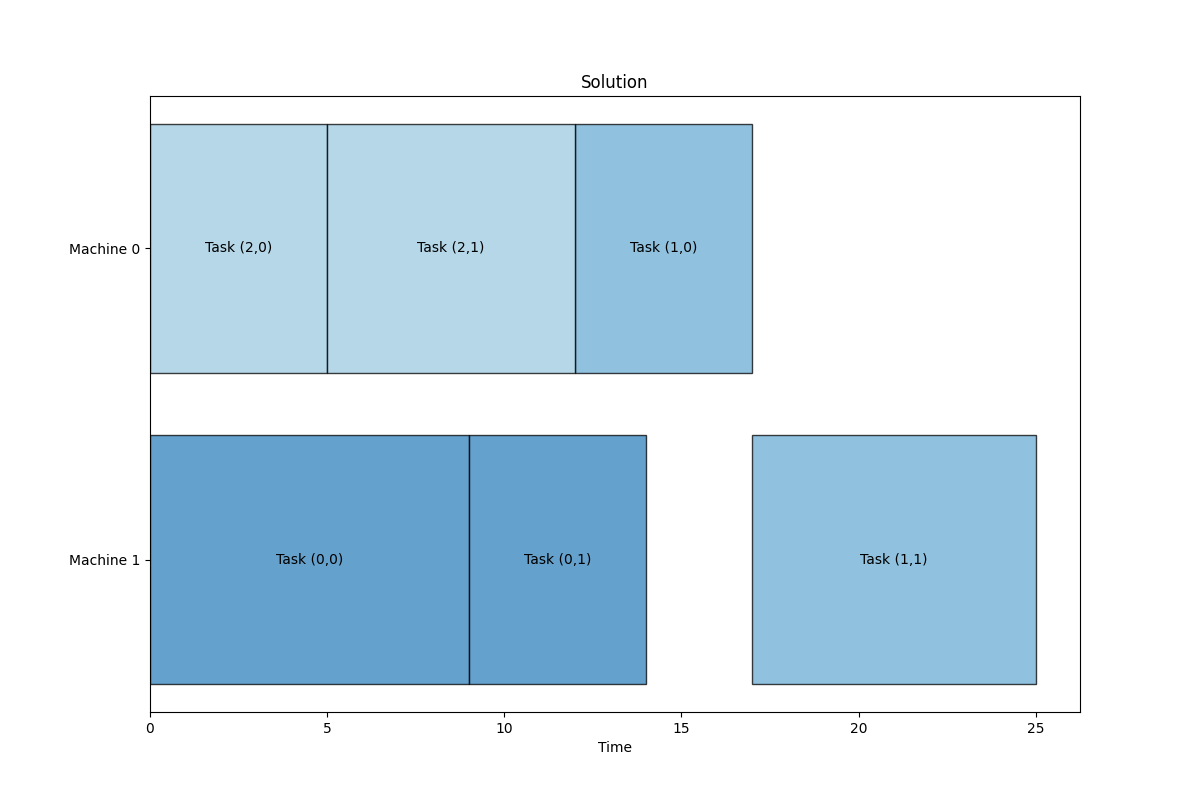 Solution
Machine 0
Task (2,0)
Task (2,1)
Task (1,0)
Machine 1
Task (0,0)
Task (0,1)
Task (1,1)
0
5
10
15
20
25
Time